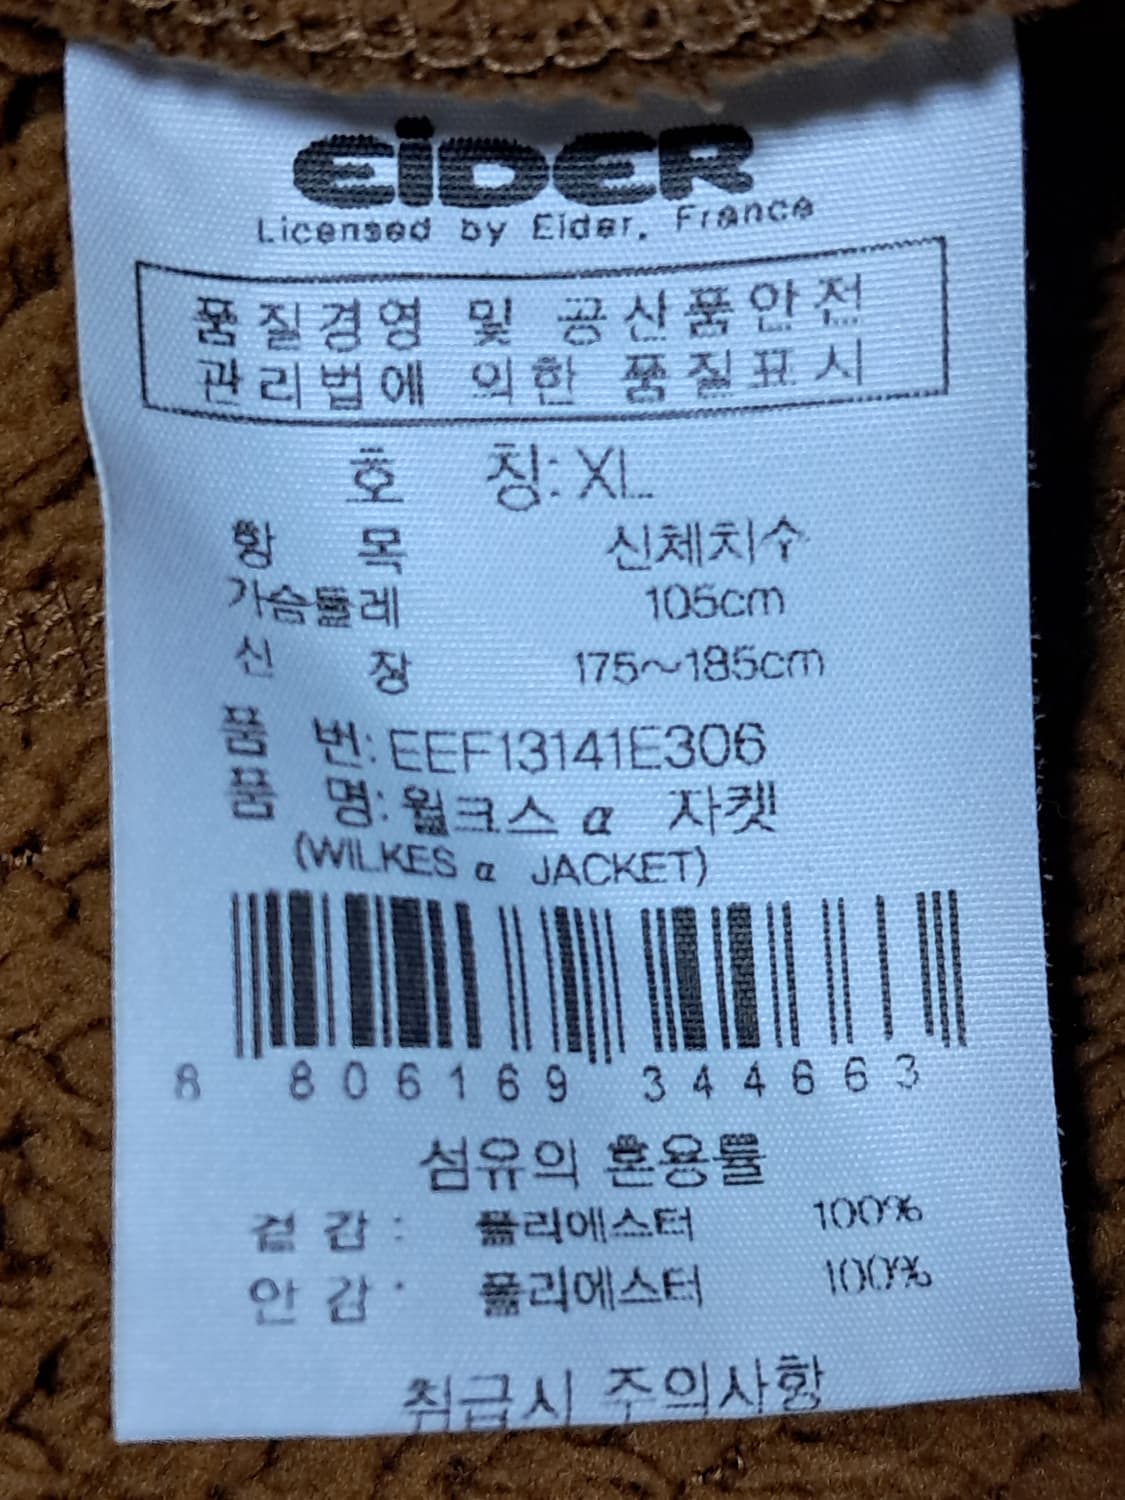 EiDER
Licensed by Eider, France
품질경영 및 공산품안전
관리법에 의한 품질표시
호 칭: XL
항 목 신체치수
가슴둘레 105cm
신 장 175~185cm
품 번: EEF13141E306
품 명: 윌크스 α 자켓
(WILKES α JACKET)
8 806169 344663
섬유의 혼용률
겉 감 : 폴리에스터 100%
안 감 : 폴리에스터 100%
취급시 주의사항